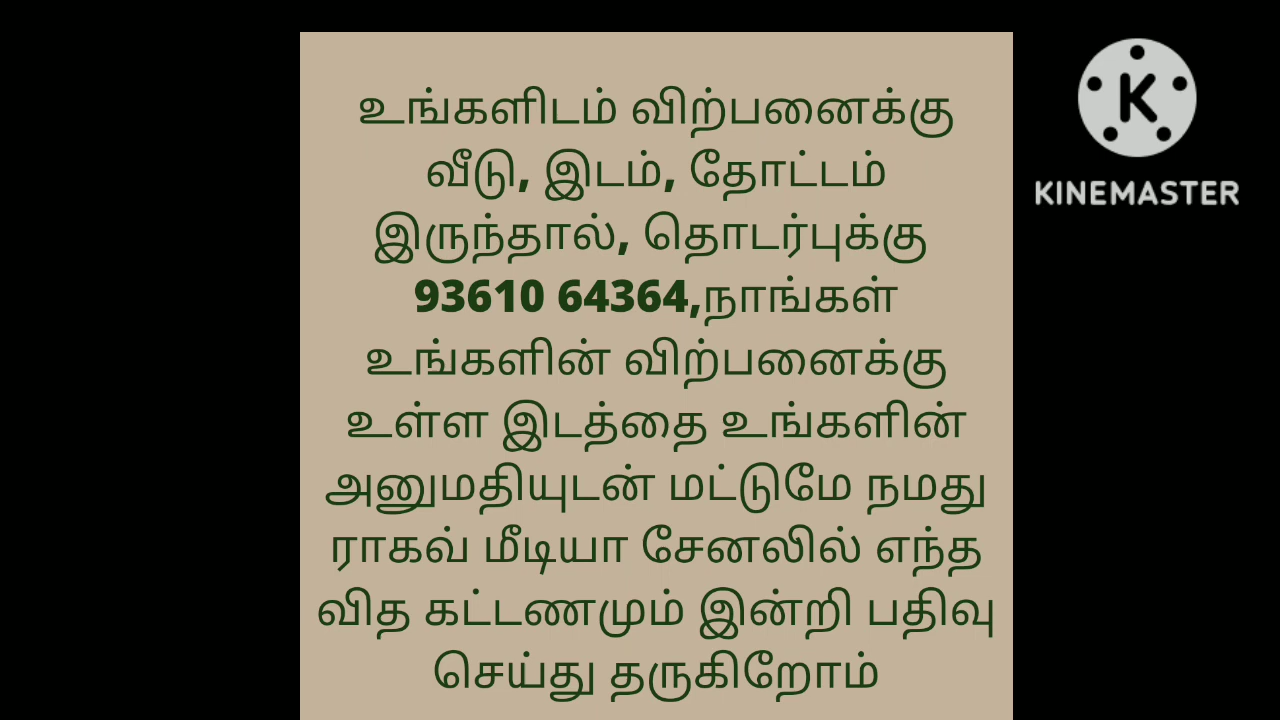 உங்களிடம் விற்பனைக்கு
வீடு, இடம், தோட்டம்
இருந்தால், தொடர்புக்கு
93610 64364,நாங்கள்
உங்களின் விற்பனைக்கு
உள்ள இடத்தை உங்களின்
அனுமதியுடன் மட்டுமே நமது
ராகவ் மீடியா சேனலில் எந்த
வித கட்டணமும் இன்றி பதிவு
செய்து தருகிறோம்
K
KINEMASTER